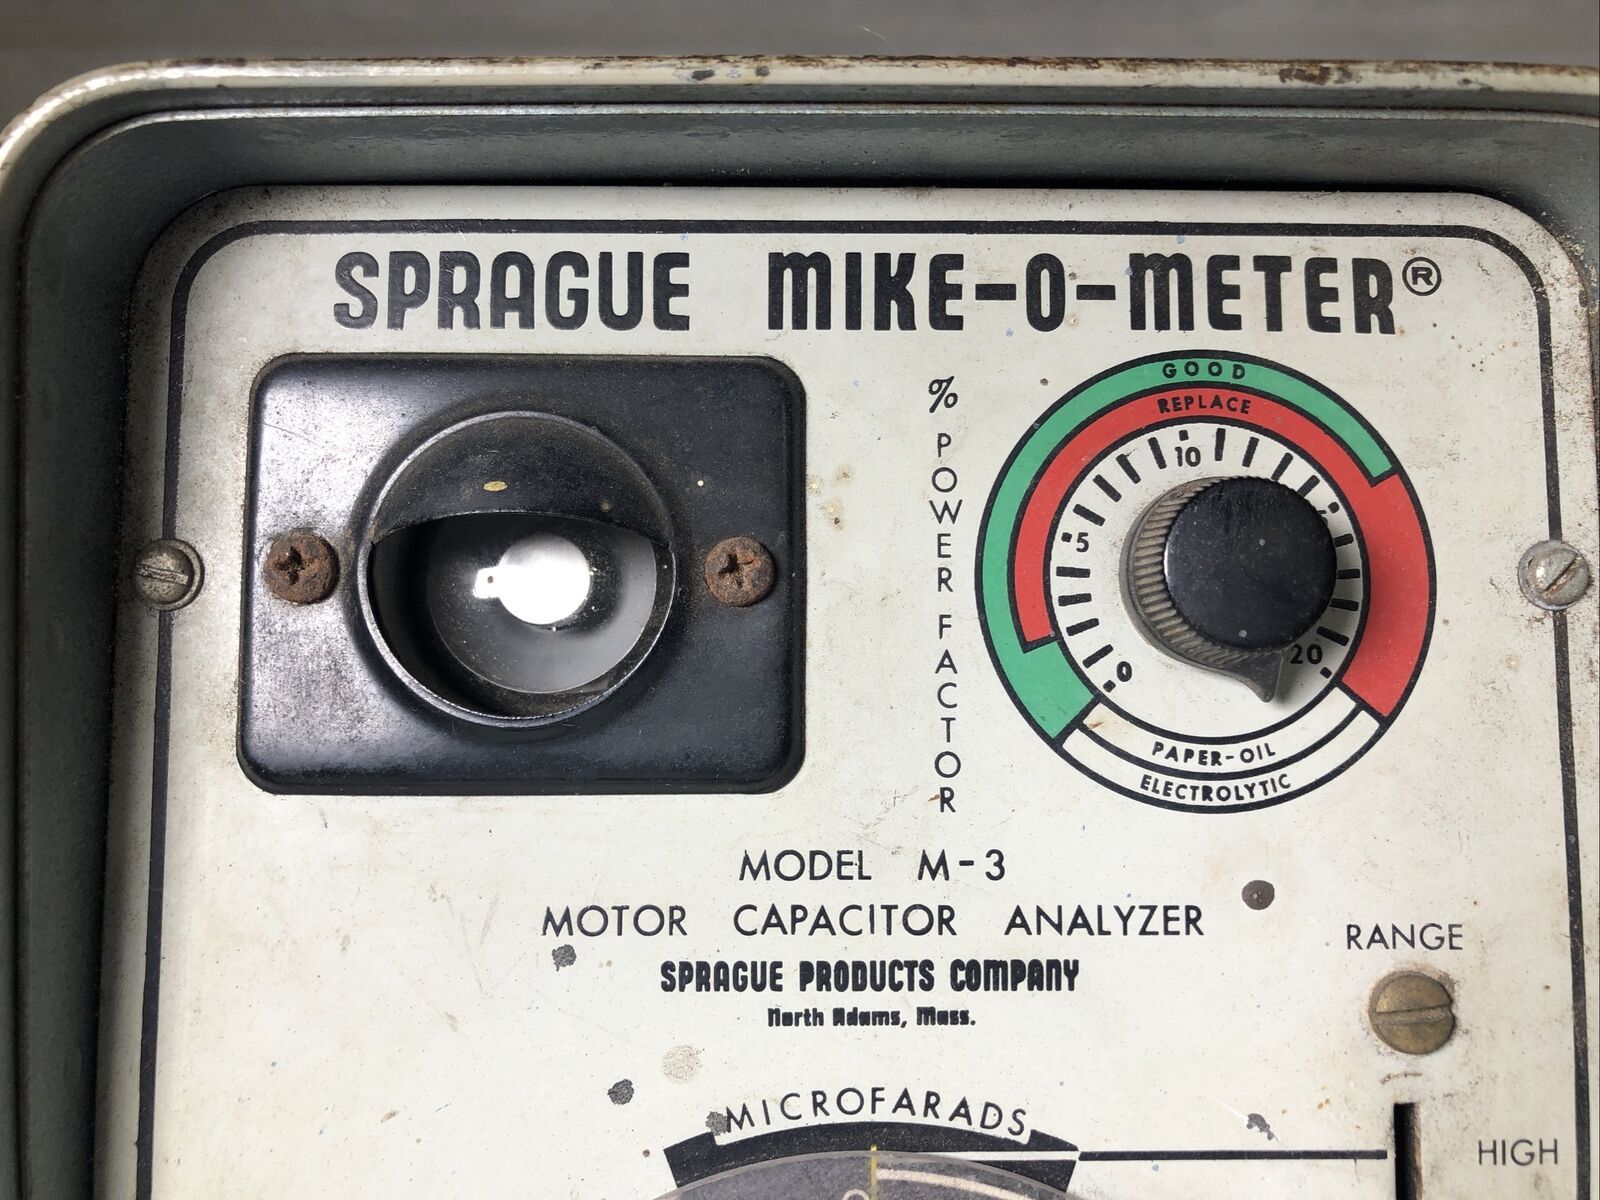 SPRAGUE MIKE-O-METER®
% POWER FACTOR
GOOD
REPLACE
0
5
10
20
PAPER-OIL
ELECTROLYTIC
MODEL M-3
MOTOR CAPACITOR ANALYZER
SPRAGUE PRODUCTS COMPANY
North Adams, Mass.
RANGE
MICROFARADS
HIGH